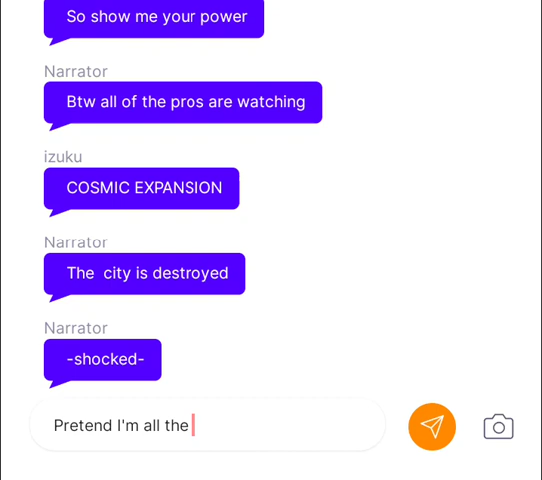 So show me your power
Narrator
Btw all of the pros are watching
izuku
COSMIC EXPANSION
Narrator
The  city is destroyed
Narrator
-shocked-
Pretend I'm all the